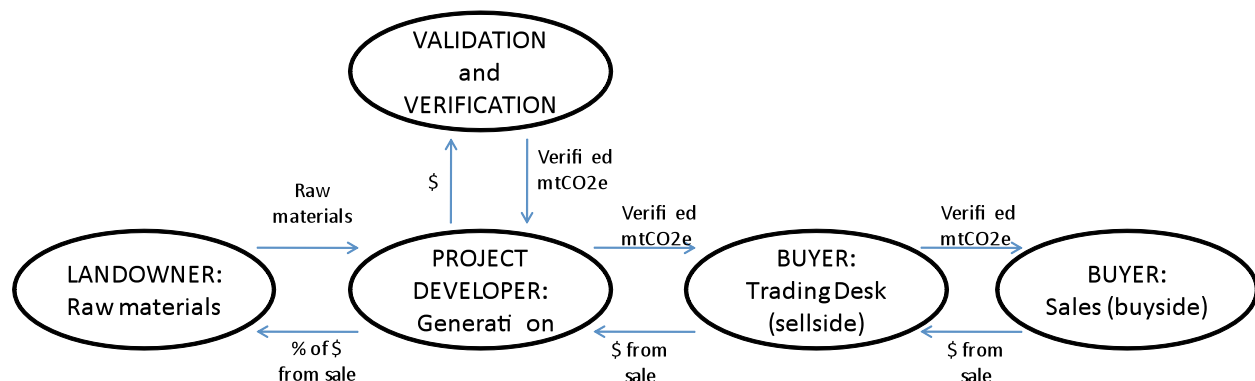 VALIDATION
and
VERIFICATION
$
Verifi ed
mtCO2e
Raw
materials
Verifi ed
mtCO2e
Verifi ed
mtCO2e
LANDOWNER:
Raw materials
PROJECT
DEVELOPER:
Generati on
BUYER:
Trading Desk
(sellside)
BUYER:
Sales (buyside)
% of $
from sale
$ from
sale
$ from
sale